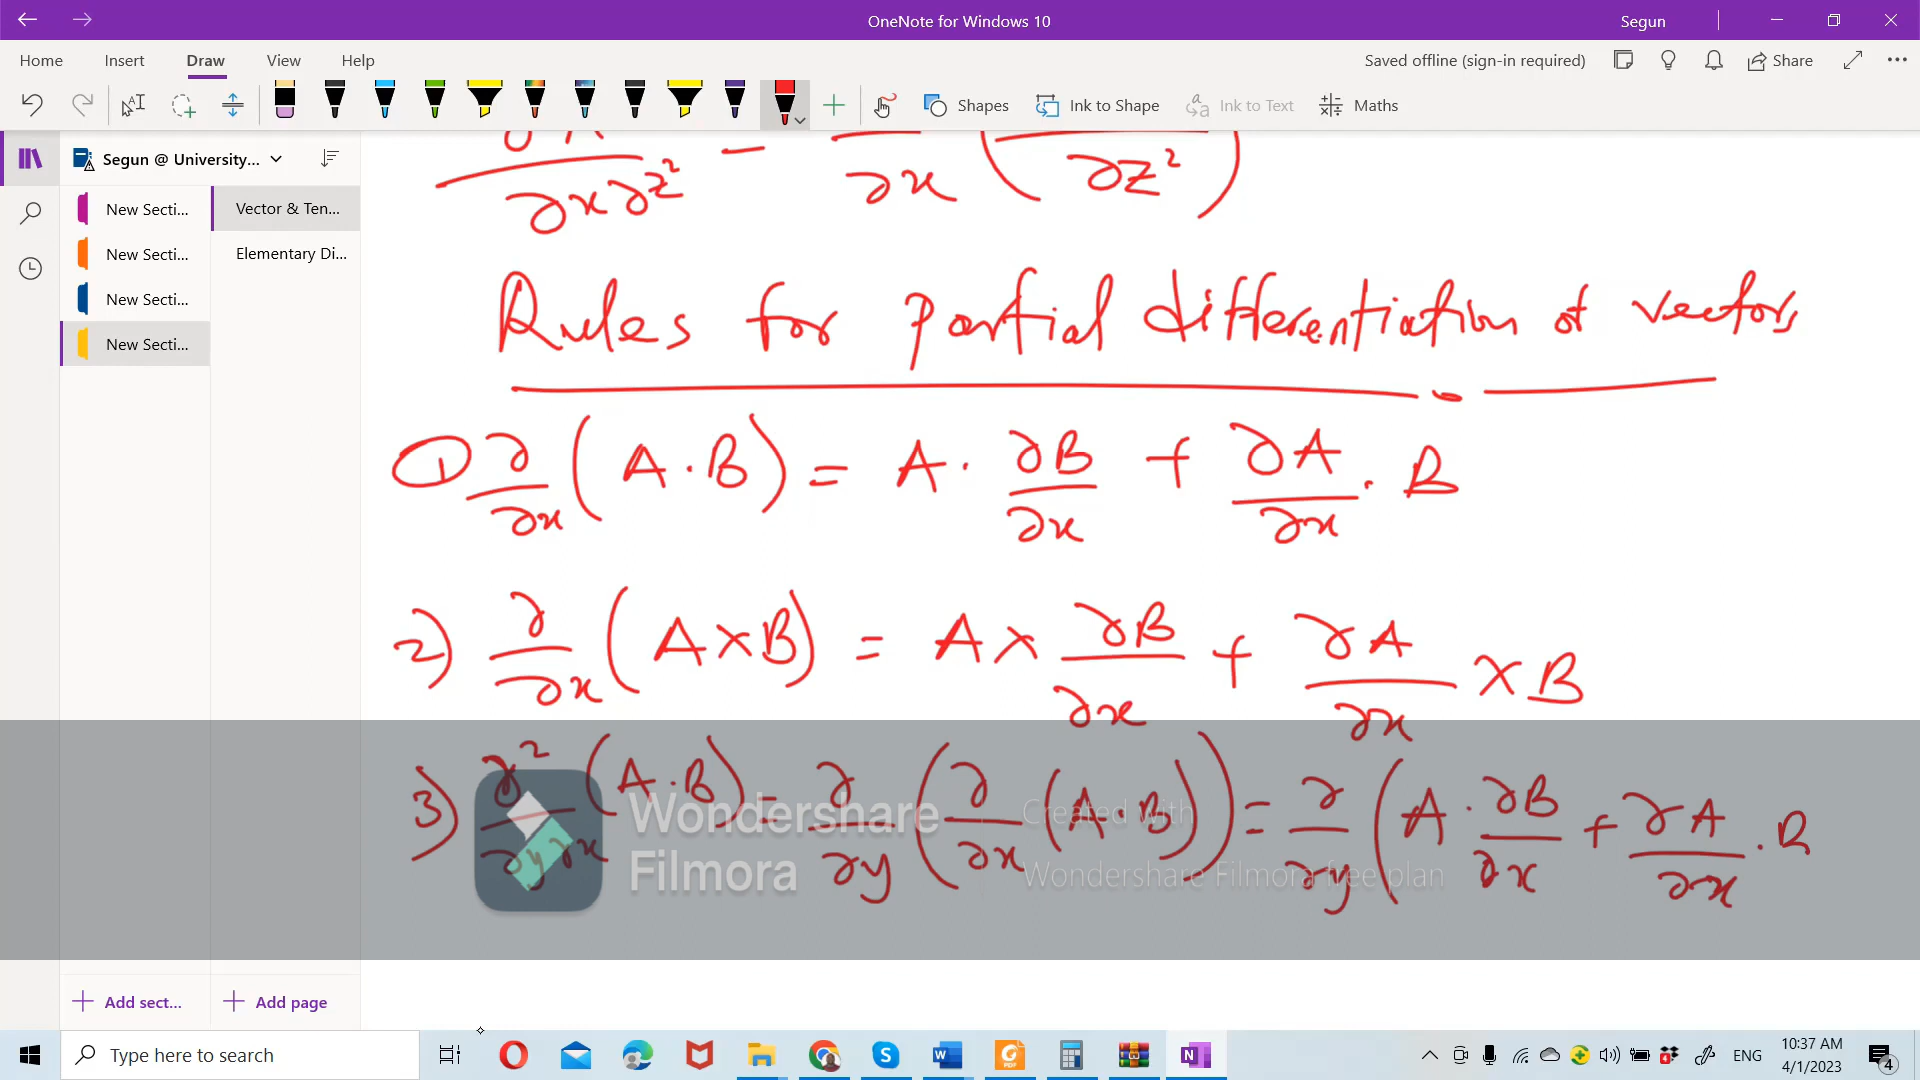 OneNote for Windows 10
Segun
Home Insert Draw View Help
Saved offline (sign-in required)
Share
Shapes Ink to Shape Ink to Text Maths
Segun @ University...
New Secti...
New Secti...
New Secti...
New Secti...
Vector & Ten...
Elementary Di...
∂x∂z² - ∂x ( ∂z² )
Rules for partial differentiation of vectors
① ∂/∂x (A·B) = A · ∂B/∂x + ∂A/∂x · B
2) ∂/∂x (A×B) = A × ∂B/∂x + ∂A/∂x × B
3) ∂²/∂y∂x (A·B) = ∂/∂y (∂/∂x (A·B)) = ∂/∂y (A · ∂B/∂x + ∂A/∂x · B
Wondershare
Filmora
Created with
Wondershare Filmora free plan
Add sect...
Add page
Type here to search
ENG
10:37 AM
4/1/2023
4